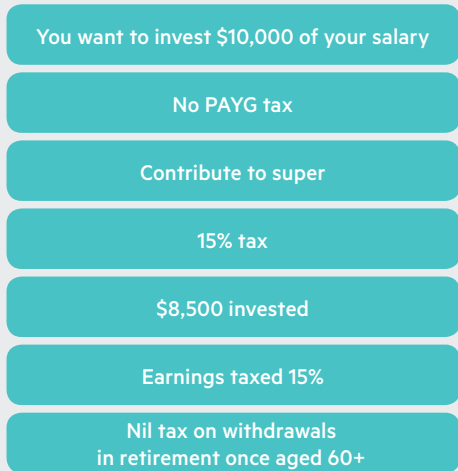 You want to invest $10,000 of your salary
No PAYG tax
Contribute to super
15% tax
$8,500 invested
Earnings taxed 15%
Nil tax on withdrawals
in retirement once aged 60+